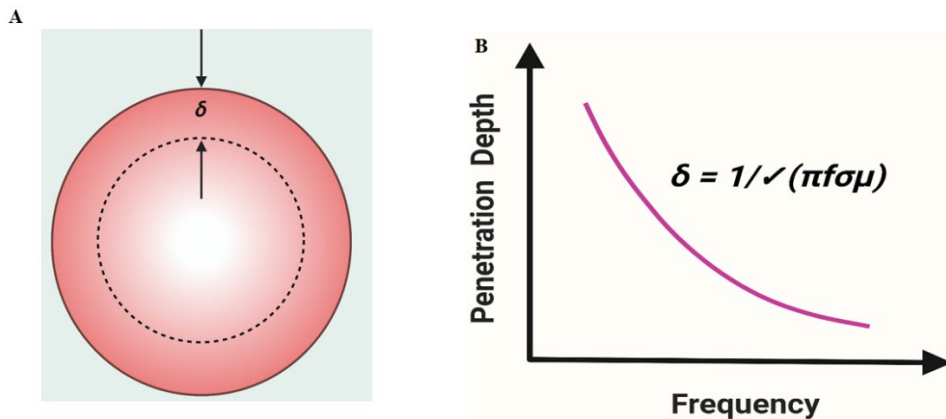 A
δ
B
Penetration Depth
δ = 1/✓(πfσμ)
Frequency